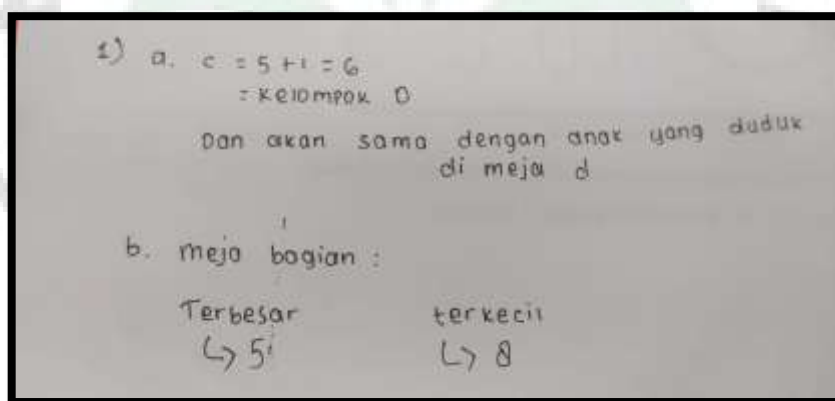 1) a. c = 5 + 1 = 6
= Kelompok D
Dan akan sama dengan anak yang duduk
di meja d
b. meja bagian :
Terbesar terkecil
↳ 5 ↳ 8